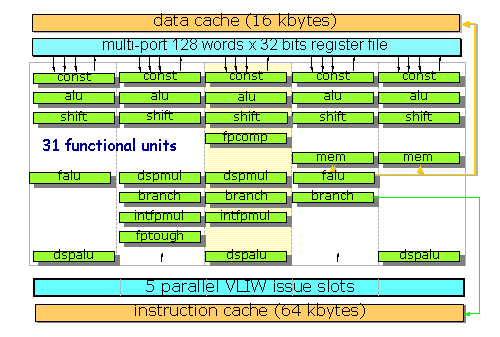 data cache (16 kbytes)
multi-port 128 words x 32 bits register file
const const const const const
alu alu alu alu alu
shift shift shift shift shift
31 functional units
fpcomp
mem mem
falu dspmul dspmul falu
branch branch branch
intfpmul intfpmul
fptough
dspalu dspalu dspalu
5 parallel VLIW issue slots
instruction cache (64 kbytes)